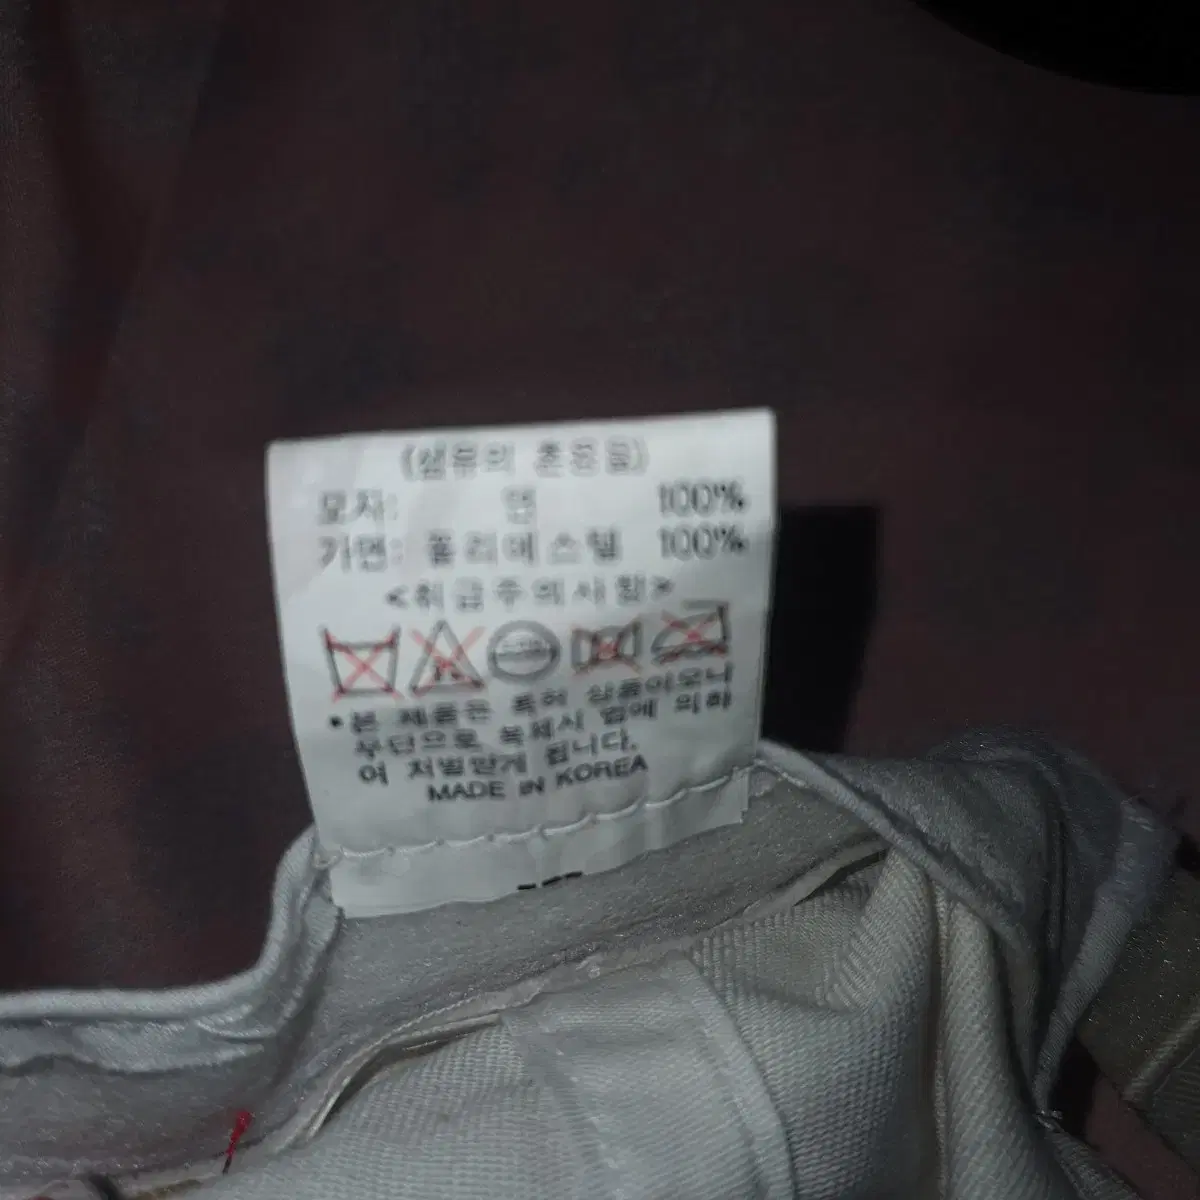 (섬유의 혼용율)
모자: 면 100%
가면: 폴리에스텔 100%
<취급주의사항>
•본 제품은 특허 상품이오니
무단으로 복제시 법에 의하
여 처벌받게 됩니다.
MADE IN KOREA